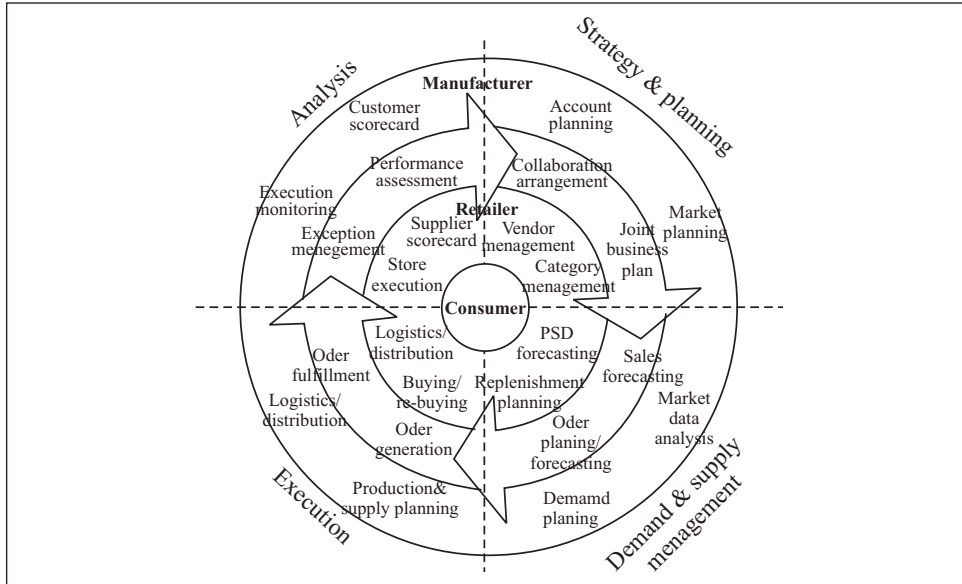 Analysis
Strategy & planning
Manufacturer
Customer
scorecard
Account
planning
Performance
assessment
Collaboration
arrangement
Execution
monitoring
Market
planning
Retailer
Exception
menegement
Supplier
scorecard
Vendor
menagement
Joint
business
plan
Store
execution
Category
menagement
Consumer
Logistics/
distribution
PSD
forecasting
Oder
fulfillment
Sales
forecasting
Buying/
re-buying
Replenishment
planning
Logistics/
distribution
Market
data
analysis
Oder
generation
Oder
planing/
forecasting
Production&
supply planning
Demamd
planing
Execution
Demand & supply
menagement